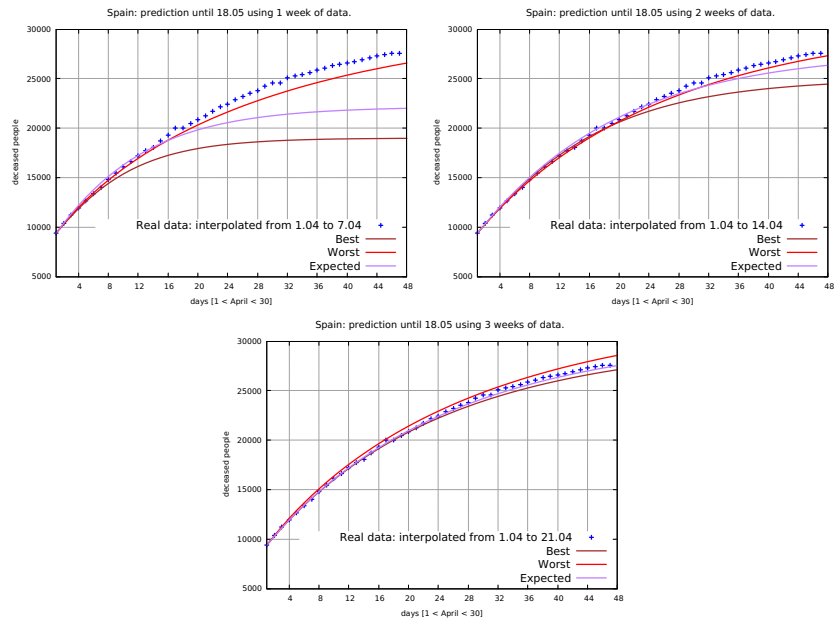 Spain: prediction until 18.05 using 1 week of data.
30000
25000
20000
15000
10000
5000
deceased people
Real data: interpolated from 1.04 to 7.04
Best
Worst
Expected
4 8 12 16 20 24 28 32 36 40 44 48
days [1 < April < 30]
Spain: prediction until 18.05 using 2 weeks of data.
30000
25000
20000
15000
10000
5000
deceased people
Real data: interpolated from 1.04 to 14.04
Best
Worst
Expected
4 8 12 16 20 24 28 32 36 40 44 48
days [1 < April < 30]
Spain: prediction until 18.05 using 3 weeks of data.
30000
25000
20000
15000
10000
5000
deceased people
Real data: interpolated from 1.04 to 21.04
Best
Worst
Expected
4 8 12 16 20 24 28 32 36 40 44 48
days [1 < April < 30]